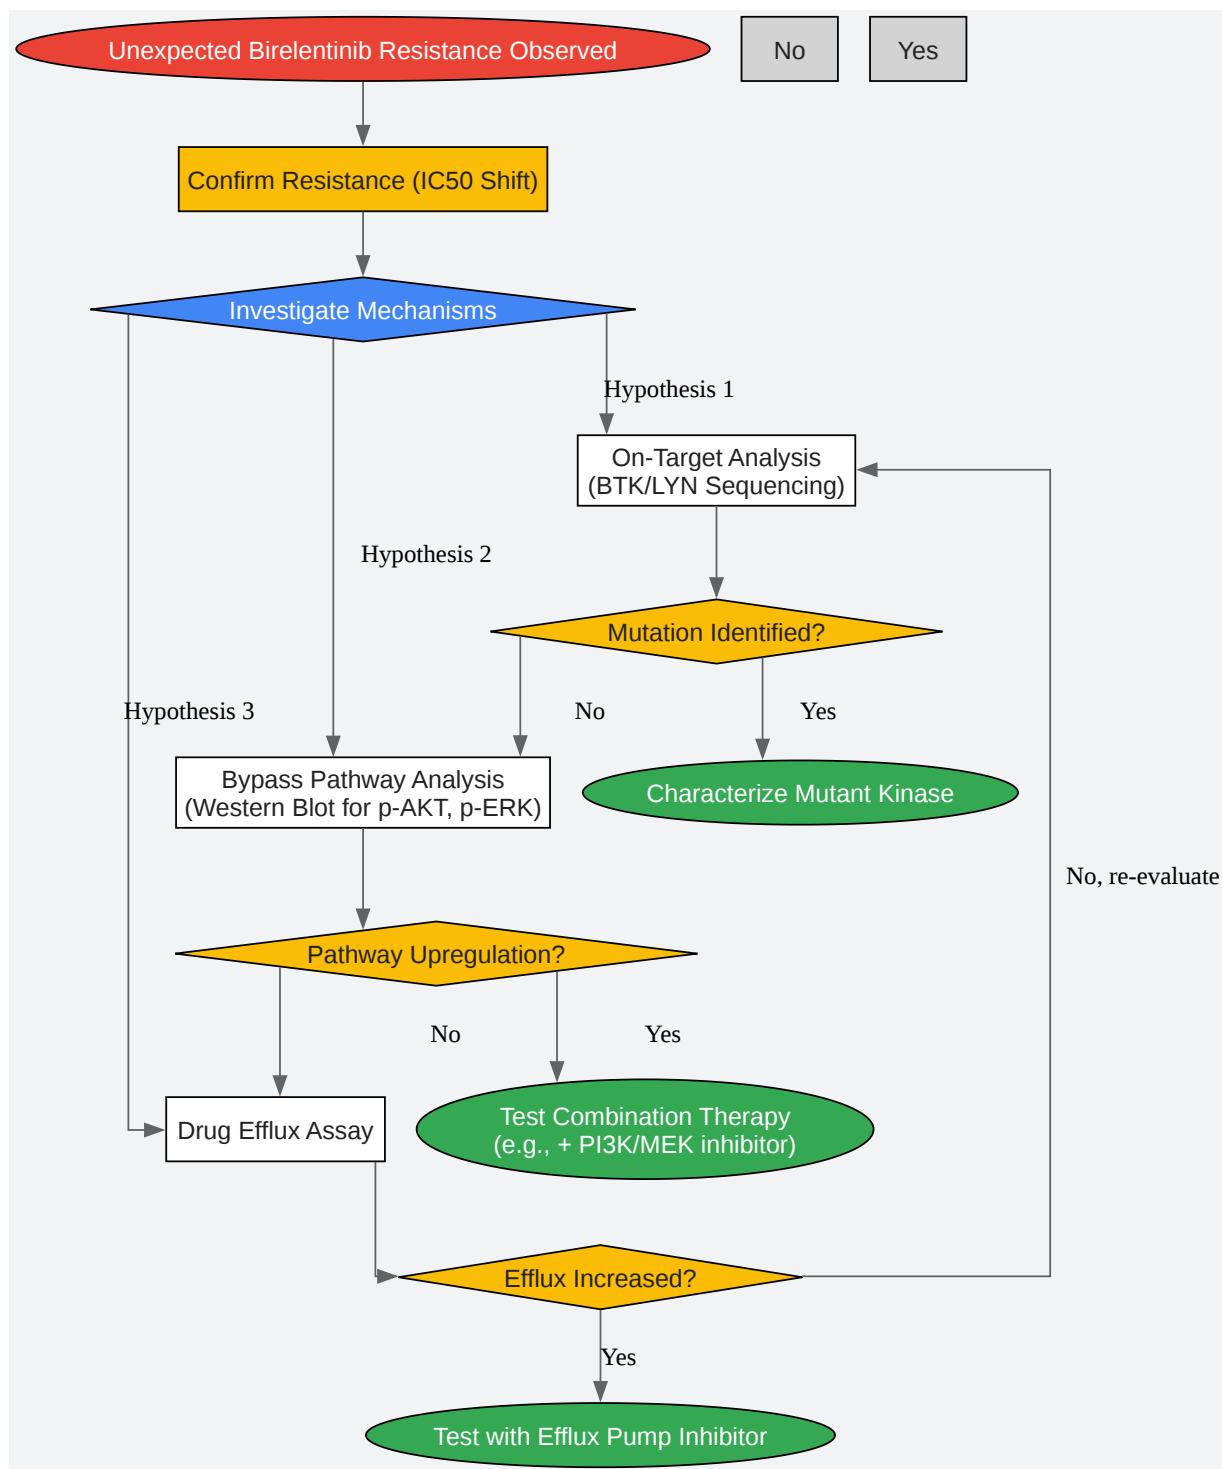 Unexpected Birelentinib Resistance Observed
No
Yes
Confirm Resistance (IC50 Shift)
Investigate Mechanisms
Hypothesis 1
On-Target Analysis
(BTK/LYN Sequencing)
Hypothesis 2
Mutation Identified?
Hypothesis 3
No
Yes
Bypass Pathway Analysis
(Western Blot for p-AKT, p-ERK)
Characterize Mutant Kinase
No, re-evaluate
Pathway Upregulation?
No
Yes
Drug Efflux Assay
Test Combination Therapy
(e.g., + PI3K/MEK inhibitor)
Efflux Increased?
Yes
Test with Efflux Pump Inhibitor